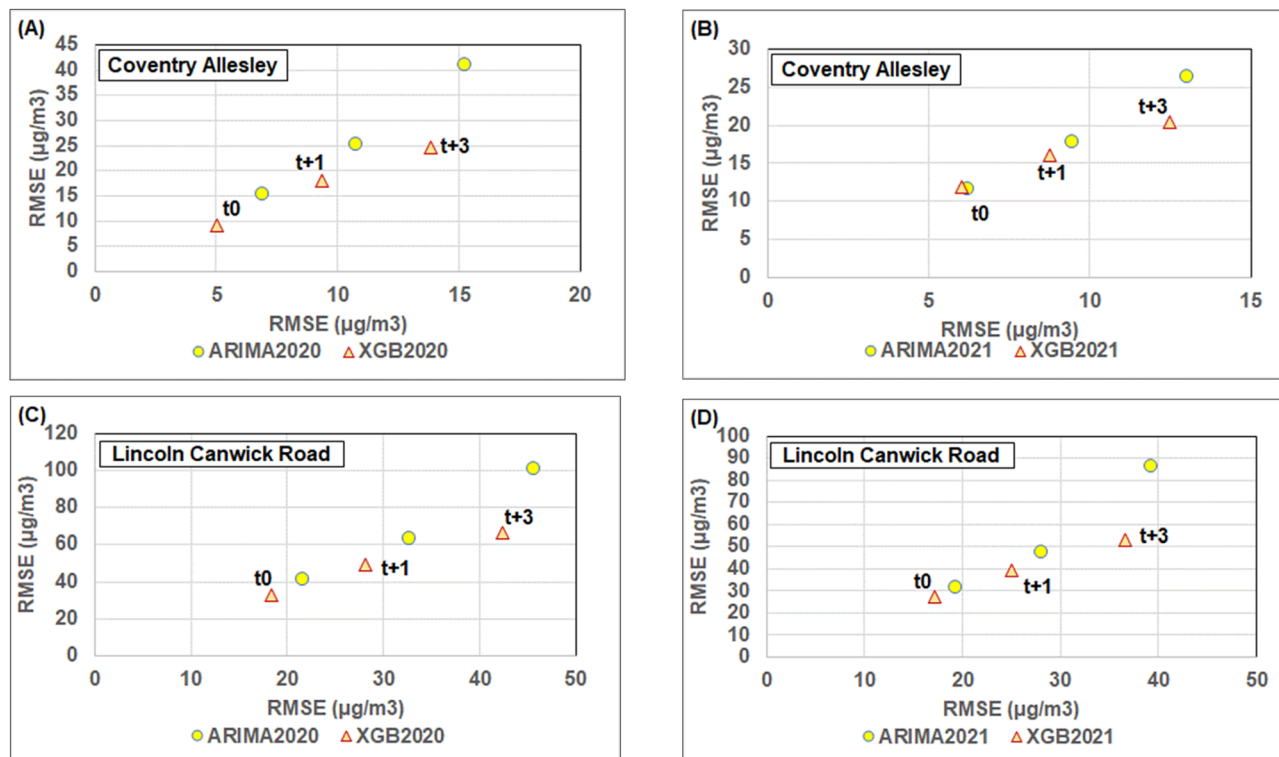 (A)
Coventry Allesley
RMSE (µg/m3)
45
40
35
30
25
20
15
10
5
0
t0
t+1
t+3
0 5 10 15 20
RMSE (µg/m3)
ARIMA2020 XGB2020
(B)
Coventry Allesley
RMSE (µg/m3)
30
25
20
15
10
5
0
t0
t+1
t+3
0 5 10 15
RMSE (µg/m3)
ARIMA2021 XGB2021
(C)
Lincoln Canwick Road
RMSE (µg/m3)
120
100
80
60
40
20
0
t0
t+1
t+3
0 10 20 30 40 50
RMSE (µg/m3)
ARIMA2020 XGB2020
(D)
Lincoln Canwick Road
RMSE (µg/m3)
100
90
80
70
60
50
40
30
20
10
0
t0
t+1
t+3
0 10 20 30 40 50
RMSE (µg/m3)
ARIMA2021 XGB2021